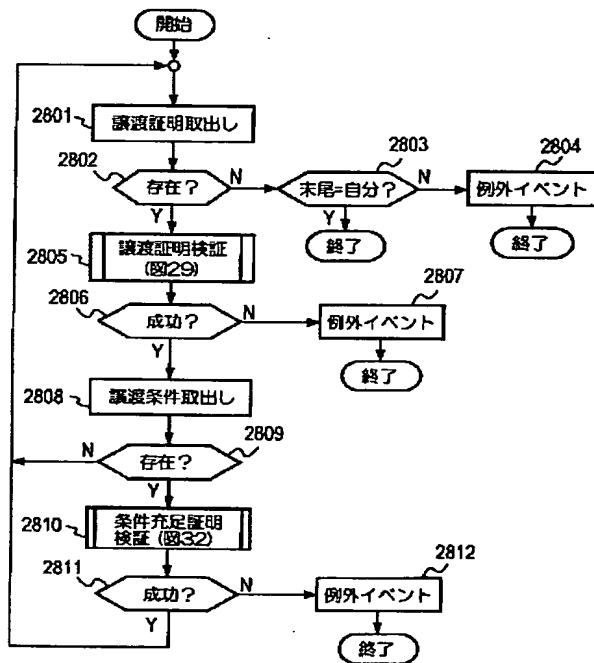 開始
2801
譲渡証明取出し
2802
存在?
N
Y
2803
末尾=自分?
N
Y
終了
2804
例外イベント
終了
2805
譲渡証明検証
(図29)
2806
成功?
N
Y
2807
例外イベント
終了
2808
譲渡条件取出し
2809
存在?
N
Y
2810
条件充足証明
検証(図32)
2811
成功?
N
Y
2812
例外イベント
終了